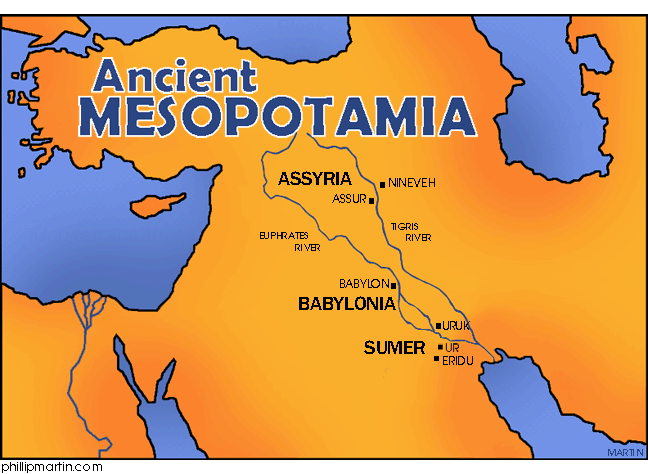 Ancient
MESOPOTAMIA
ASSYRIA
NINEVEH
ASSUR
TIGRIS
RIVER
EUPHRATES
RIVER
BABYLON
BABYLONIA
URUK
SUMER
UR
ERIDU
MARTIN
phillipmartin.com